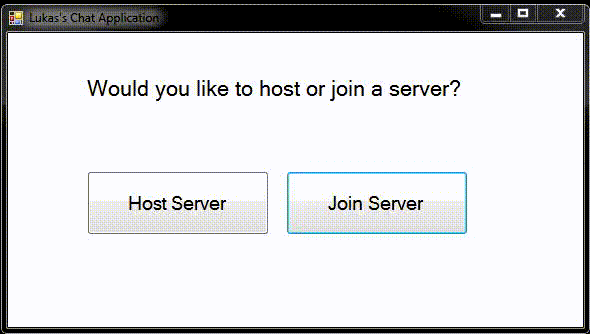 Lukas's Chat Application
Would you like to host or join a server?
Host Server
Join Server